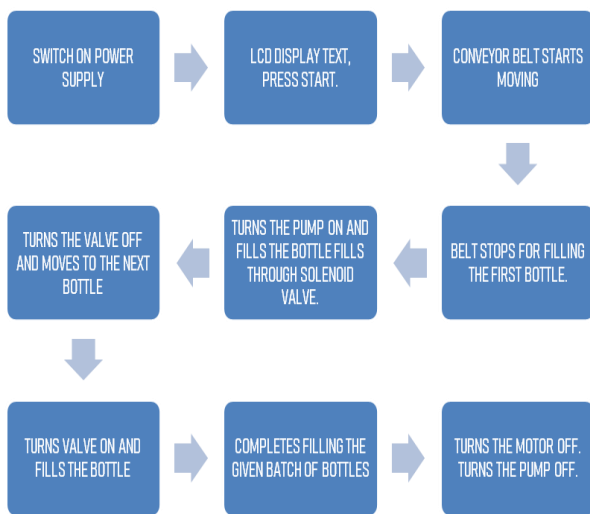 SWITCH ON POWER
SUPPLY
LCD DISPLAY TEXT,
PRESS START.
CONVEYOR BELT STARTS
MOVING
BELT STOPS FOR FILLING
THE FIRST BOTTLE.
TURNS THE PUMP ON AND
FILLS THE BOTTLE FILLS
THROUGH SOLENOID
VALVE.
TURNS THE VALVE OFF
AND MOVES TO THE NEXT
BOTTLE
TURNS VALVE ON AND
FILLS THE BOTTLE
COMPLETES FILLING THE
GIVEN BATCH OF BOTTLES
TURNS THE MOTOR OFF.
TURNS THE PUMP OFF.